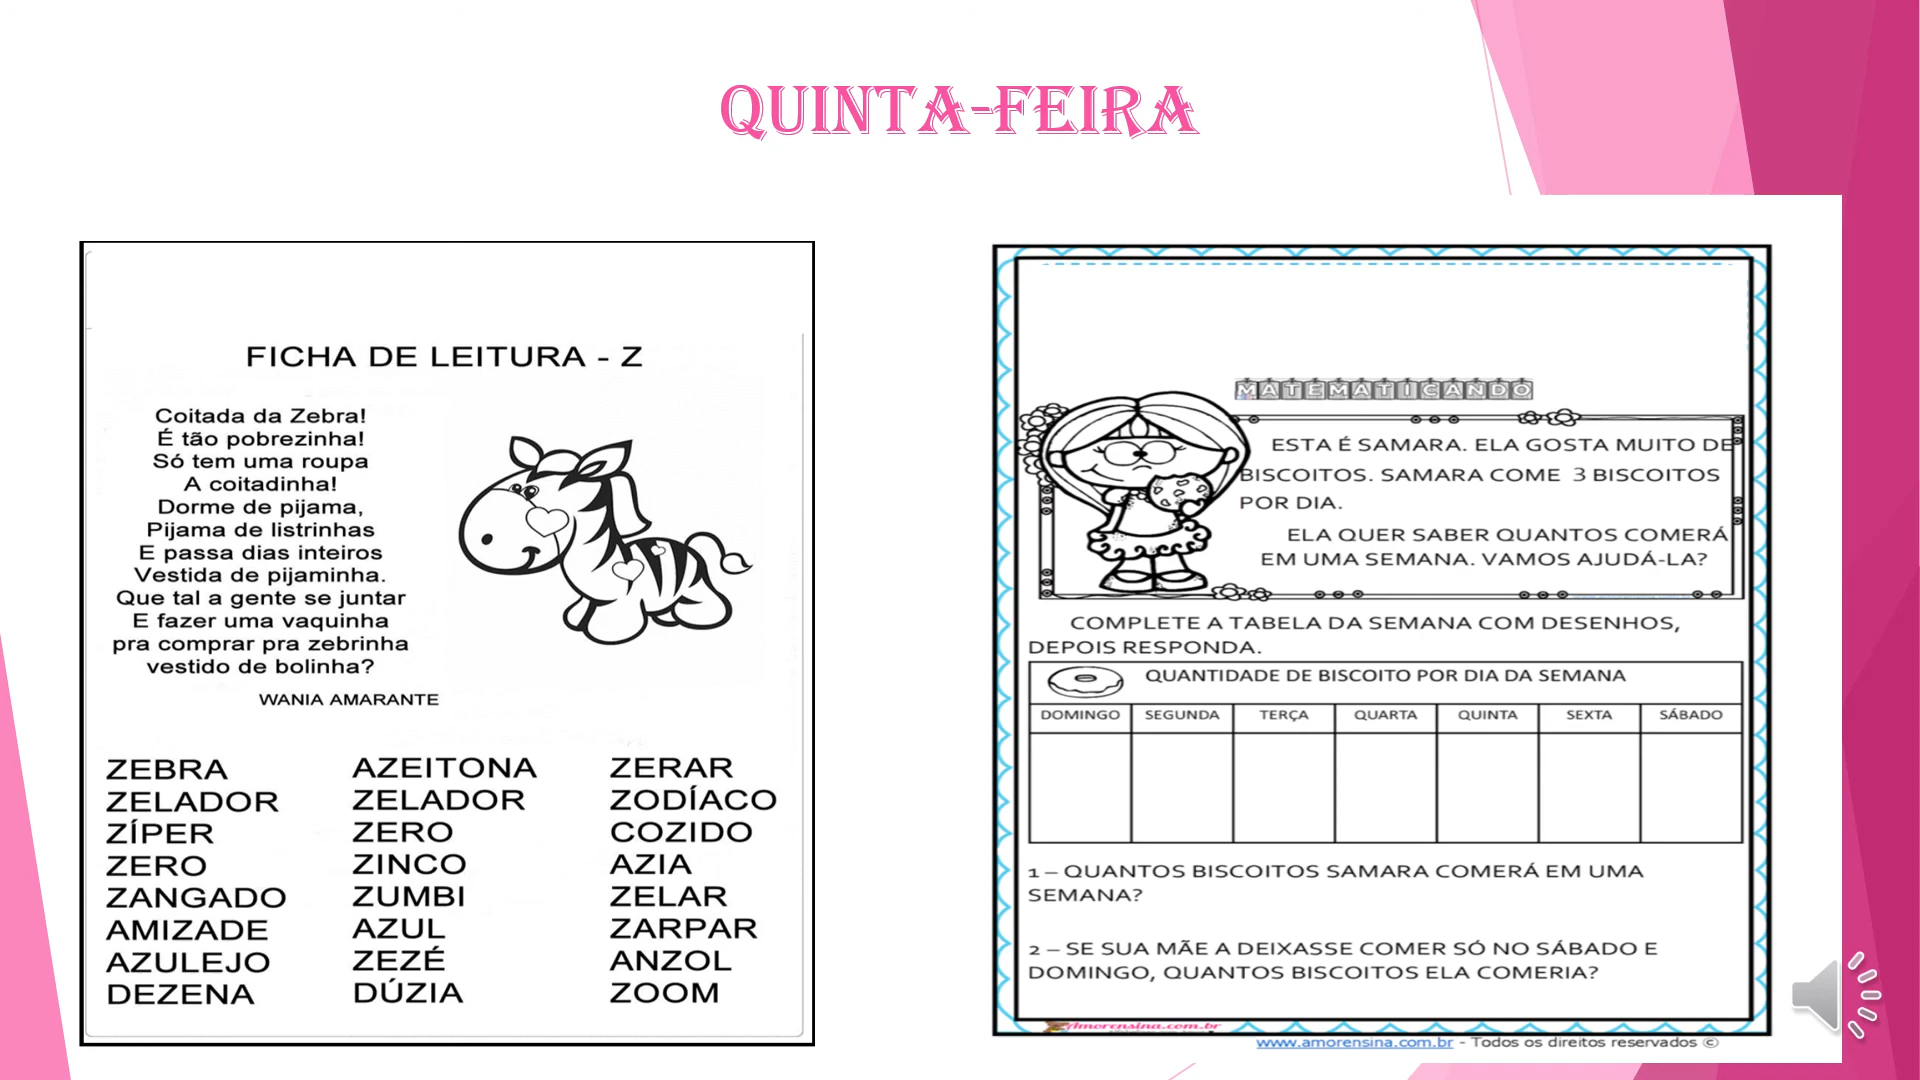 QUINTA-FEIRA
FICHA DE LEITURA - Z
Coitada da Zebra!
É tão pobrezinha!
Só tem uma roupa
A coitadinha!
Dorme de pijama,
Pijama de listrinhas
E passa dias inteiros
Vestida de pijaminha.
Que tal a gente se juntar
E fazer uma vaquinha
pra comprar pra zebrinha
vestido de bolinha?
WANIA AMARANTE
ZEBRA
ZELADOR
ZÍPER
ZERO
ZANGADO
AMIZADE
AZULEJO
DEZENA
AZEITONA
ZELADOR
ZERO
ZINCO
ZUMBI
AZUL
ZEZÉ
DÚZIA
ZERAR
ZODÍACO
COZIDO
AZIA
ZELAR
ZARPAR
ANZOL
ZOOM
MATEMATICANDO
ESTA É SAMARA. ELA GOSTA MUITO DE
BISCOITOS. SAMARA COME 3 BISCOITOS
POR DIA.
ELA QUER SABER QUANTOS COMERÁ
EM UMA SEMANA. VAMOS AJUDÁ-LA?
COMPLETE A TABELA DA SEMANA COM DESENHOS,
DEPOIS RESPONDA.
QUANTIDADE DE BISCOITO POR DIA DA SEMANA
DOMINGO SEGUNDA TERÇA QUARTA QUINTA SEXTA SÁBADO
1 – QUANTOS BISCOITOS SAMARA COMERÁ EM UMA
SEMANA?
2 – SE SUA MÃE A DEIXASSE COMER SÓ NO SÁBADO E
DOMINGO, QUANTOS BISCOITOS ELA COMERIA?
Amorensina.com.br
www.amorensina.com.br - Todos os direitos reservados ©